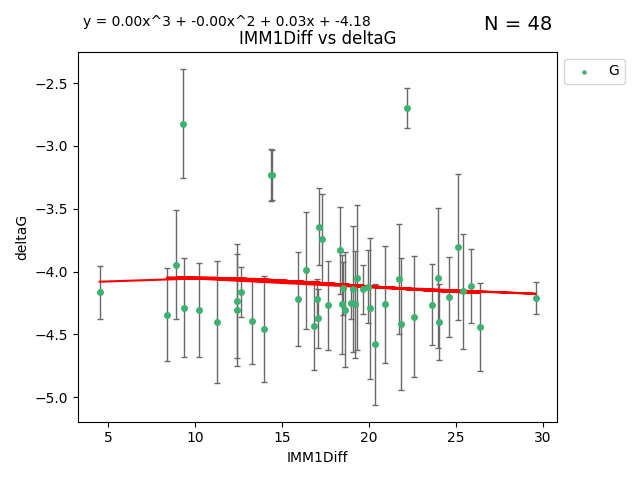 y = 0.00x^3 + -0.00x^2 + 0.03x + -4.18
N = 48
IMM1Diff vs deltaG
G
−2.5
−3.0
−3.5
−4.0
−4.5
−5.0
deltaG
5 10 15 20 25 30
IMM1Diff